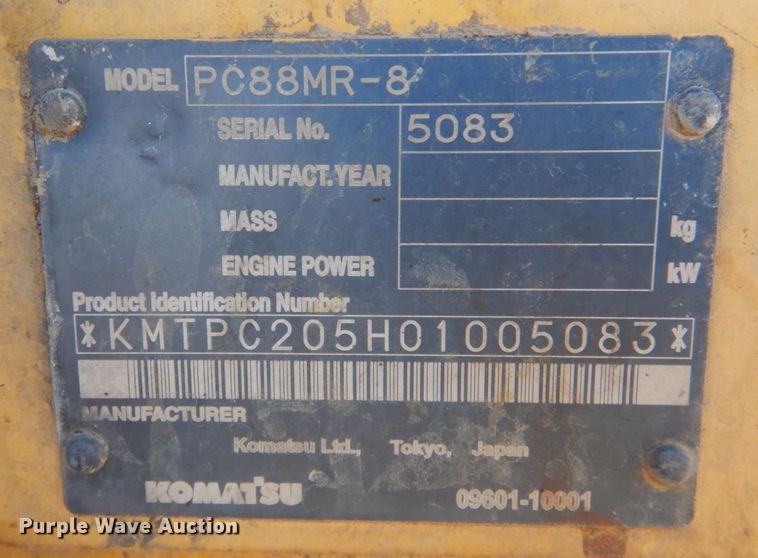 MODEL PC88MR-8
SERIAL No. 5083
MANUFACT.YEAR
MASS kg
ENGINE POWER kW
Product Identification Number
*KMTPC205H01005083*
MANUFACTURER
Komatsu Ltd., Tokyo, Japan
KOMATSU 09601-10001
Purple Wave Auction